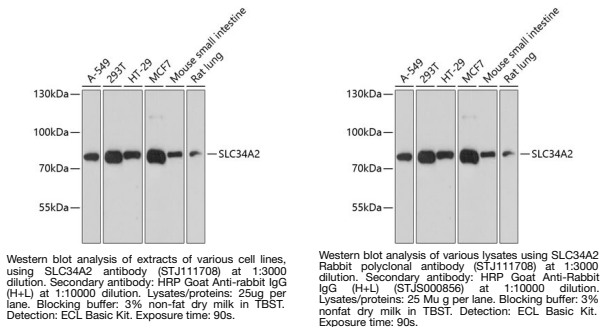 A-549
293T
HT-29
MCF7
Mouse small intestine
Rat lung
130kDa
100kDa
70kDa
55kDa
SLC34A2
Western blot analysis of extracts of various cell lines,
using SLC34A2 antibody (STJ111708) at 1:3000
dilution. Secondary antibody: HRP Goat Anti-rabbit IgG
(H+L) at 1:10000 dilution. Lysates/proteins: 25ug per
lane. Blocking buffer: 3% non-fat dry milk in TBST.
Detection: ECL Basic Kit. Exposure time: 90s.
A-549
293T
HT-29
MCF7
Mouse small intestine
Rat lung
130kDa
100kDa
70kDa
55kDa
SLC34A2
Western blot analysis of various lysates using SLC34A2
Rabbit polyclonal antibody (STJ111708) at 1:3000
dilution. Secondary antibody: HRP Goat Anti-Rabbit
IgG (H+L) (STJS000856) at 1:10000 dilution.
Lysates/proteins: 25 Mu g per lane. Blocking buffer: 3%
nonfat dry milk in TBST. Detection: ECL Basic Kit.
Exposure time: 90s.